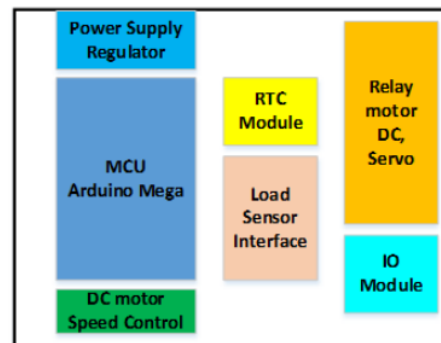 Power Supply
Regulator
MCU
Arduino Mega
DC motor
Speed Control
RTC
Module
Load
Sensor
Interface
Relay
motor
DC,
Servo
IO
Module